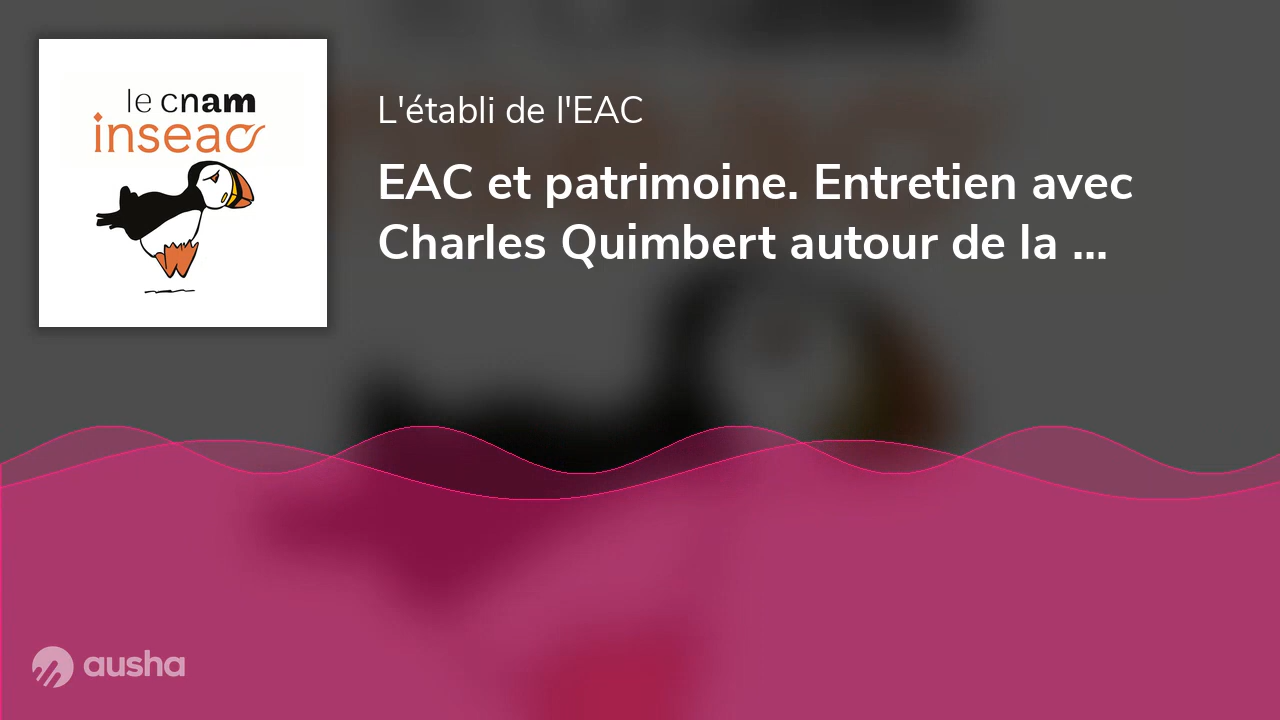 le cnam
inseac
L'établi de l'EAC
EAC et patrimoine. Entretien avec
Charles Quimbert autour de la ...
ausha